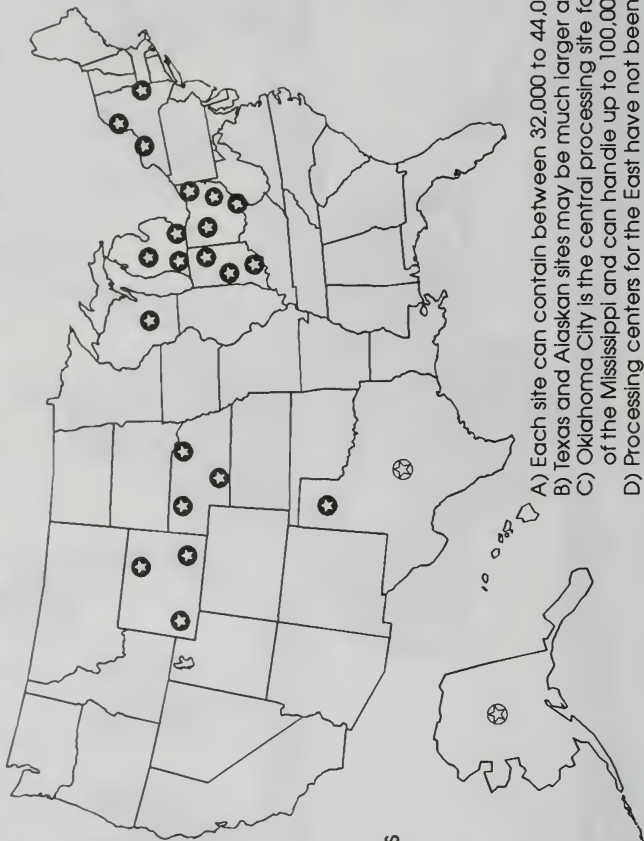 A) Each site can contain between 32,000 to 44,0
B) Texas and Alaskan sites may be much larger a
C) Oklahoma City is the central processing site fo
of the Mississippi and can handle up to 100,00
D) Processing centers for the East have not been